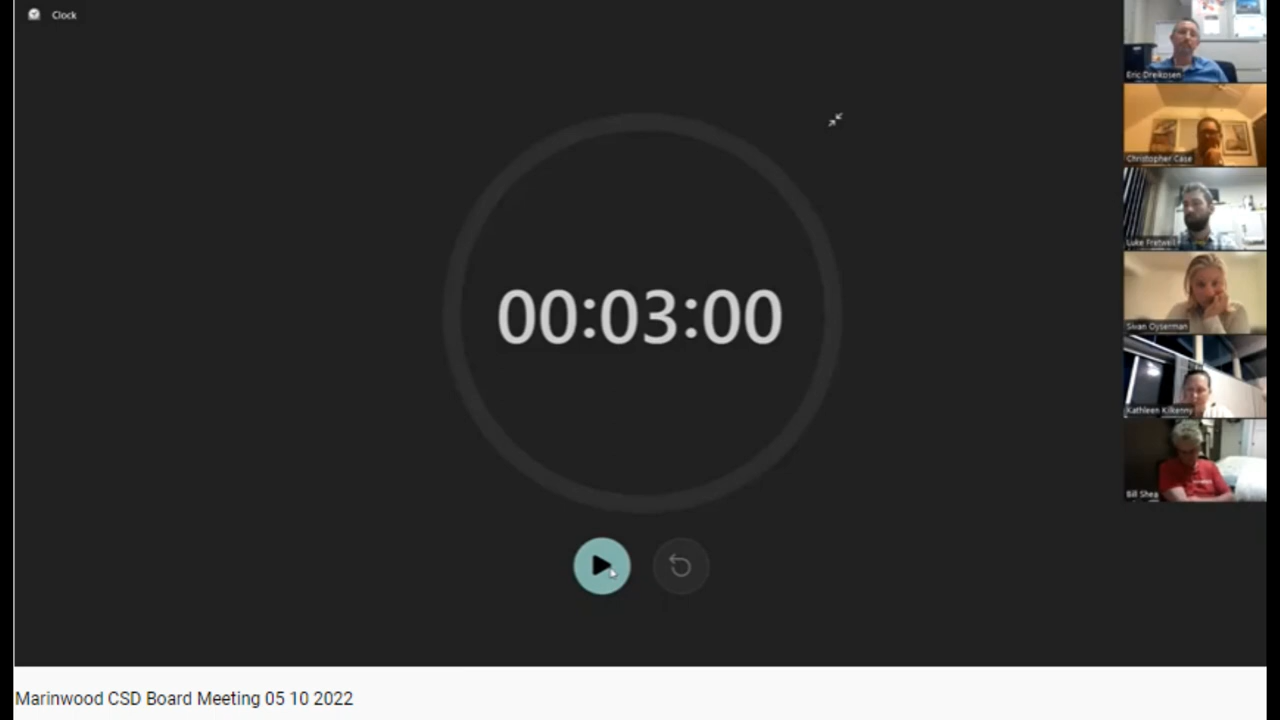 Clock
Eric Dreikosen
Christopher Case
00:03:00
Luke Fretwell
Sivan Oyserman
Kathleen Kilkenny
Bill Shea
Marinwood CSD Board Meeting 05 10 2022